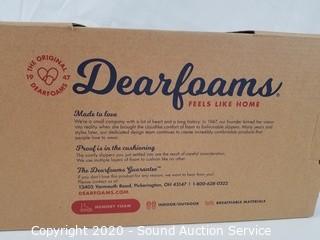 THE ORIGINAL
19 47
DEARFOAMS
Dearfoams
FEELS LIKE HOME
Made to love
We're a small company with a lot of heart and a long history. In 1947, our founder turned her vision
into reality when she brought the cloudlike comfort of foam to fashionable slippers. Many years and
styles later, our dedicated design team continues to create incredibly comfortable products that
people love to wear.
Proof is in the cushioning
The comfy slippers you just settled into are the result of careful consideration.
We use multiple layers of foam to cushion like no other.
The Dearfoams Guarantee
If you don't love this product for any reason, we want to hear about it.
Please contact us at:
13405 Yarmouth Road, Pickerington, OH 43147 | 1-800-628-0322
DEARFOAMS.COM
MEMORY FOAM
INDOOR/OUTDOOR
BREATHABLE MATERIALS
Copyright 2020 - Auction Service